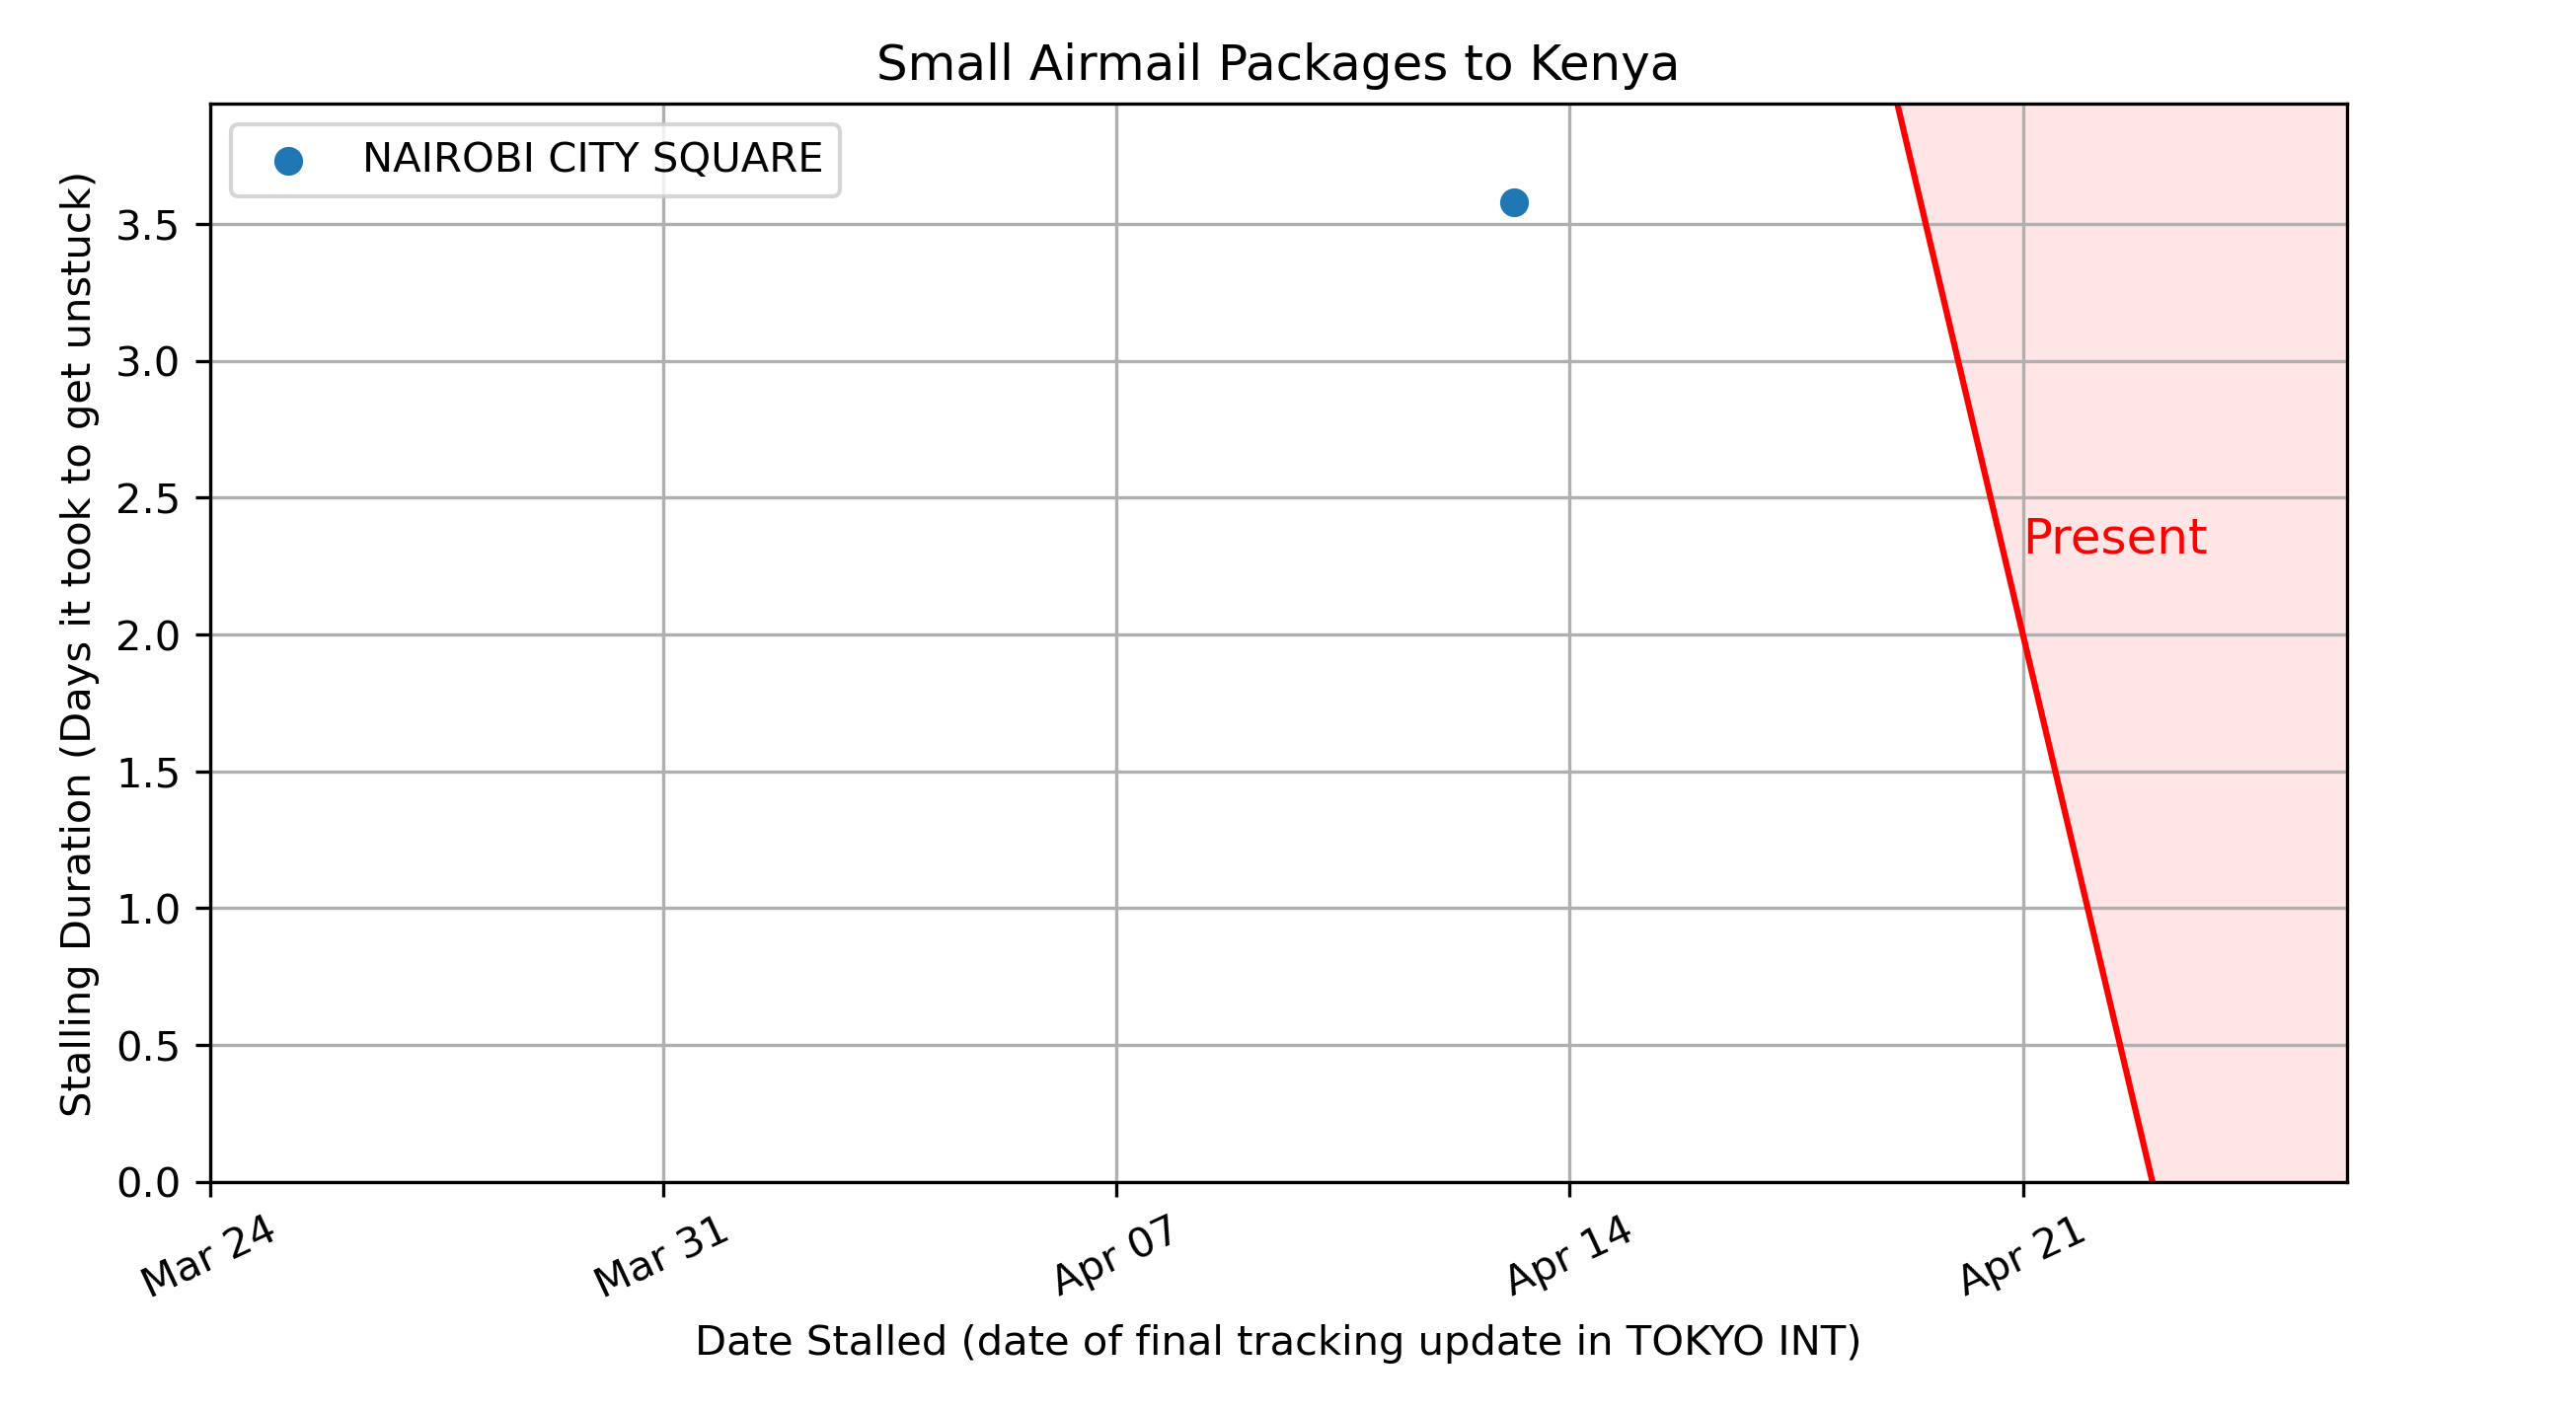 Small Airmail Packages to Kenya
NAIROBI CITY SQUARE
Stalling Duration (Days it took to get unstuck)
3.5
3.0
2.5
2.0
1.5
1.0
0.5
0.0
Present
Mar 24
Mar 31
Apr 07
Apr 14
Apr 21
Date Stalled (date of final tracking update in TOKYO INT)